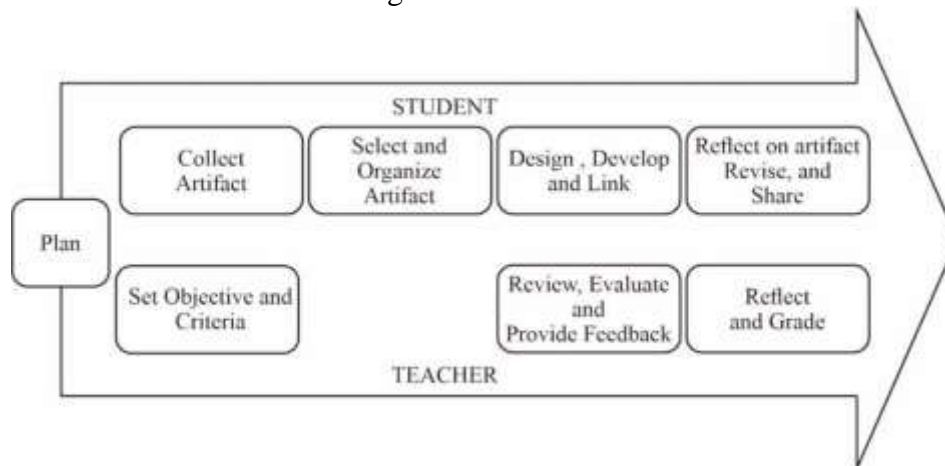 STUDENT
Collect
Artifact
Select and
Organize
Artifact
Design , Develop
and Link
Reflect on artifact
Revise, and
Share
Plan
Set Objective and
Criteria
Review, Evaluate
and
Provide Feedback
Reflect
and Grade
TEACHER